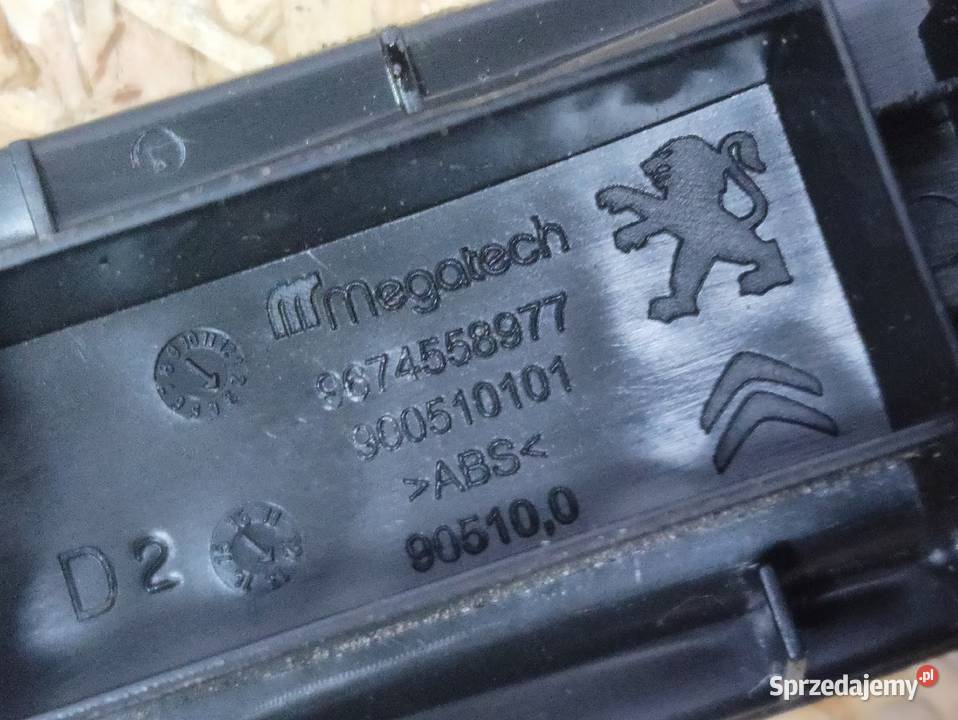 Megatech
9674558977
900510101
>ABS<
90510,0
D2
Sprzedajemy.pl